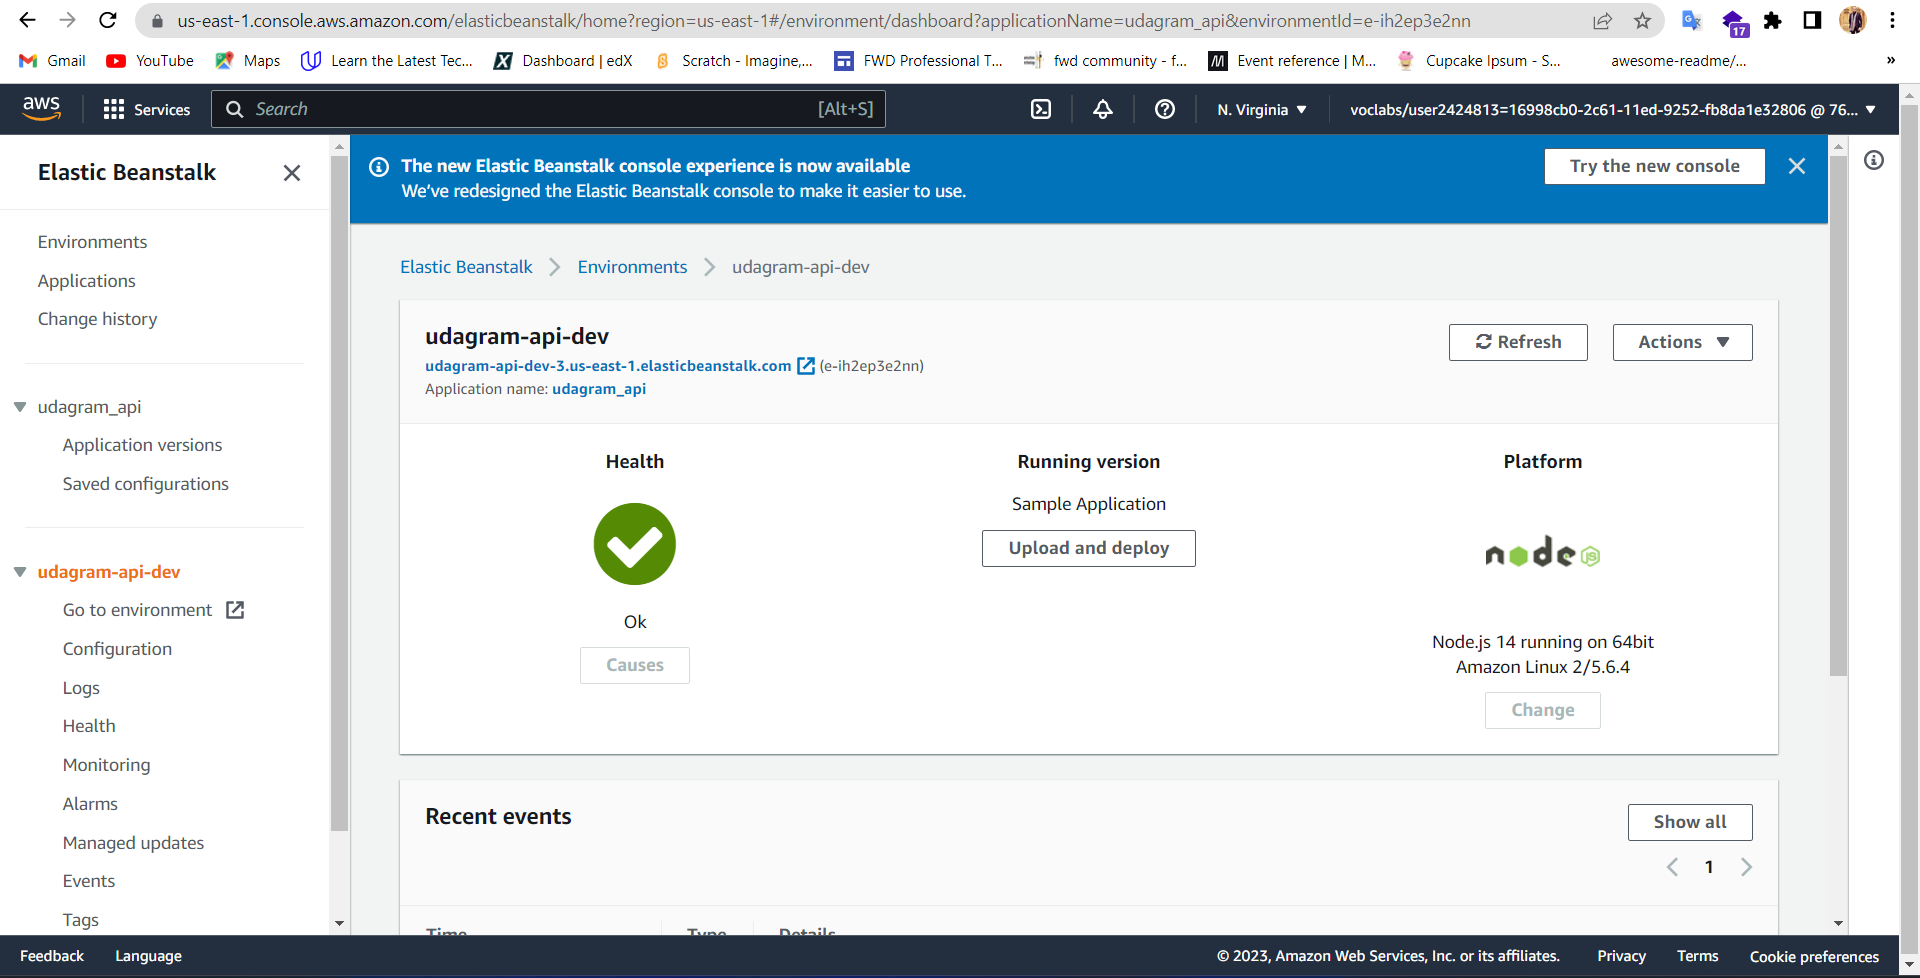 us-east-1.console.aws.amazon.com/elasticbeanstalk/home?region=us-east-1#/environment/dashboard?applicationName=udagram_api&environmentId=e-ih2ep3e2nn
17
Gmail YouTube Maps Learn the Latest Tec... Dashboard | edX Scratch - Imagine,... FWD Professional T... fwd community - f... Event reference | M... Cupcake Ipsum - S... awesome-readme/... »
aws Services Search [Alt+S] N. Virginia voclabs/user2424813=16998cb0-2c61-11ed-9252-fb8da1e32806 @ 76...
Elastic Beanstalk
Environments
Applications
Change history
udagram_api
Application versions
Saved configurations
udagram-api-dev
Go to environment
Configuration
Logs
Health
Monitoring
Alarms
Managed updates
Events
Tags
The new Elastic Beanstalk console experience is now available
We've redesigned the Elastic Beanstalk console to make it easier to use.
Try the new console
Elastic Beanstalk Environments udagram-api-dev
udagram-api-dev
udagram-api-dev-3.us-east-1.elasticbeanstalk.com (e-ih2ep3e2nn)
Application name: udagram_api
Refresh Actions
Health
Ok
Causes
Running version
Sample Application
Upload and deploy
Platform
node JS
Node.js 14 running on 64bit
Amazon Linux 2/5.6.4
Change
Recent events
Show all
1
Time Type Details
Feedback Language © 2023, Amazon Web Services, Inc. or its affiliates. Privacy Terms Cookie preferences